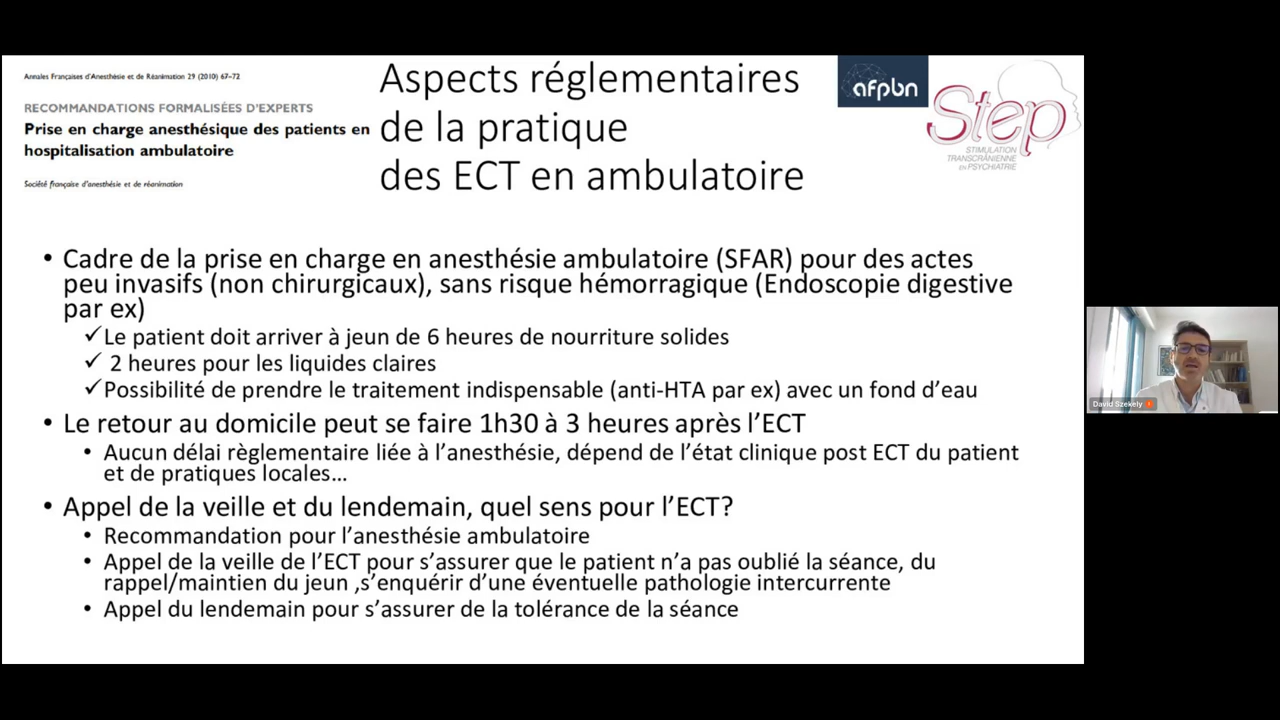 Annales Françaises d'Anesthésie et de Réanimation 29 (2010) 67–72
RECOMMANDATIONS FORMALISÉES D'EXPERTS
Prise en charge anesthésique des patients en
hospitalisation ambulatoire
Société française d'anesthésie et de réanimation
Aspects réglementaires
de la pratique
des ECT en ambulatoire
afpbn
Step
STIMULATION
TRANSCRÂNIENNE
EN PSYCHIATRIE
• Cadre de la prise en charge en anesthésie ambulatoire (SFAR) pour des actes
peu invasifs (non chirurgicaux), sans risque hémorragique (Endoscopie digestive
par ex)
✓Le patient doit arriver à jeun de 6 heures de nourriture solides
✓ 2 heures pour les liquides claires
✓Possibilité de prendre le traitement indispensable (anti-HTA par ex) avec un fond d'eau
• Le retour au domicile peut se faire 1h30 à 3 heures après l'ECT
• Aucun délai règlementaire liée à l'anesthésie, dépend de l'état clinique post ECT du patient
et de pratiques locales…
• Appel de la veille et du lendemain, quel sens pour l'ECT?
• Recommandation pour l'anesthésie ambulatoire
• Appel de la veille de l'ECT pour s'assurer que le patient n'a pas oublié la séance, du
rappel/maintien du jeun ,s'enquérir d'une éventuelle pathologie intercurrente
• Appel du lendemain pour s'assurer de la tolérance de la séance
David Szekely